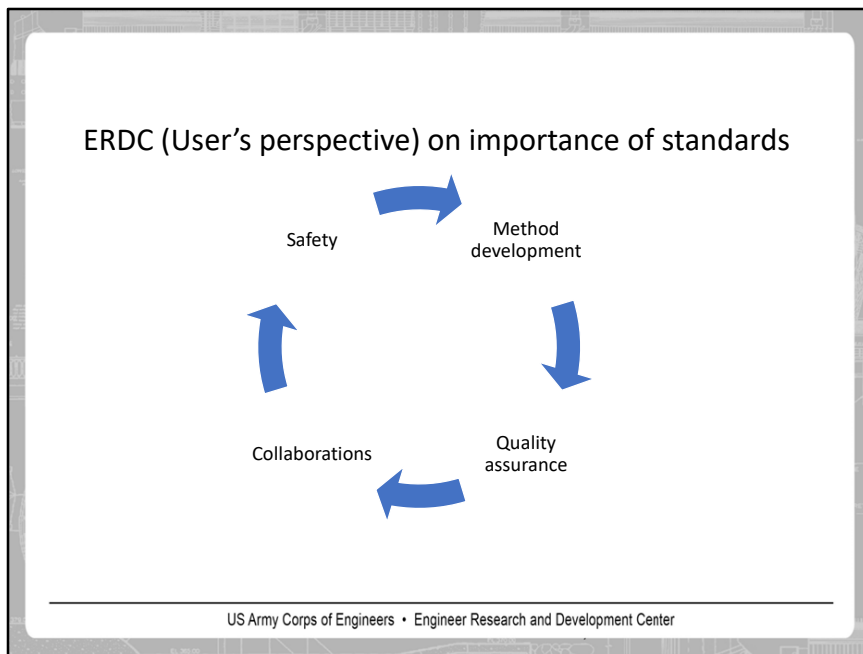 ERDC (User’s perspective) on importance of standards
Safety
Method
development
Quality
assurance
Collaborations
US Army Corps of Engineers • Engineer Research and Development Center